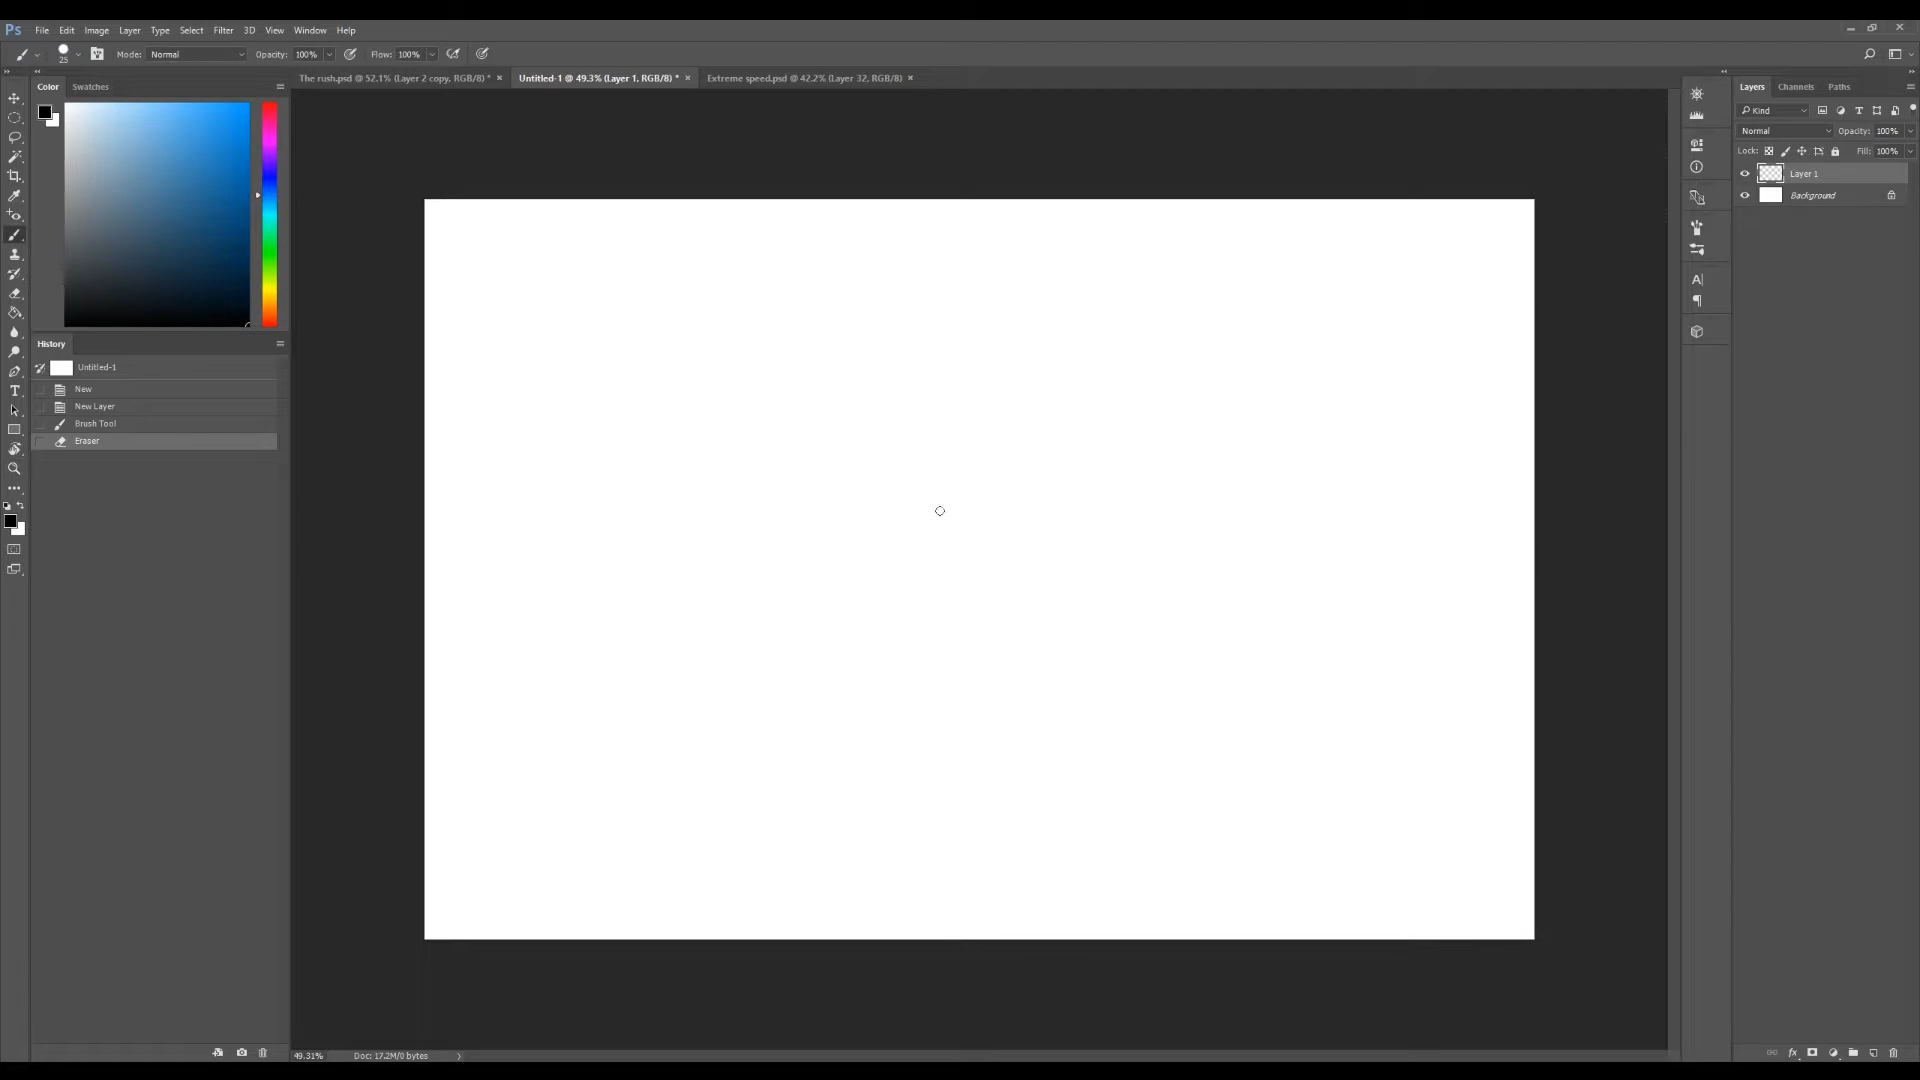 Ps File Edit Image Layer Type Select Filter 3D View Window Help
25 Mode: Normal Opacity: 100% Flow: 100%
The rush.psd @ 52.1% (Layer 2 copy, RGB/8) * × Untitled-1 @ 49.3% (Layer 1, RGB/8) * × Extreme speed.psd @ 42.2% (Layer 32, RGB/8) ×
Color Swatches
History
Untitled-1
New
New Layer
Brush Tool
Eraser
49.31% Doc: 17.2M/0 bytes
Layers Channels Paths
Kind
Normal Opacity: 100%
Lock: Fill: 100%
Layer 1
Background